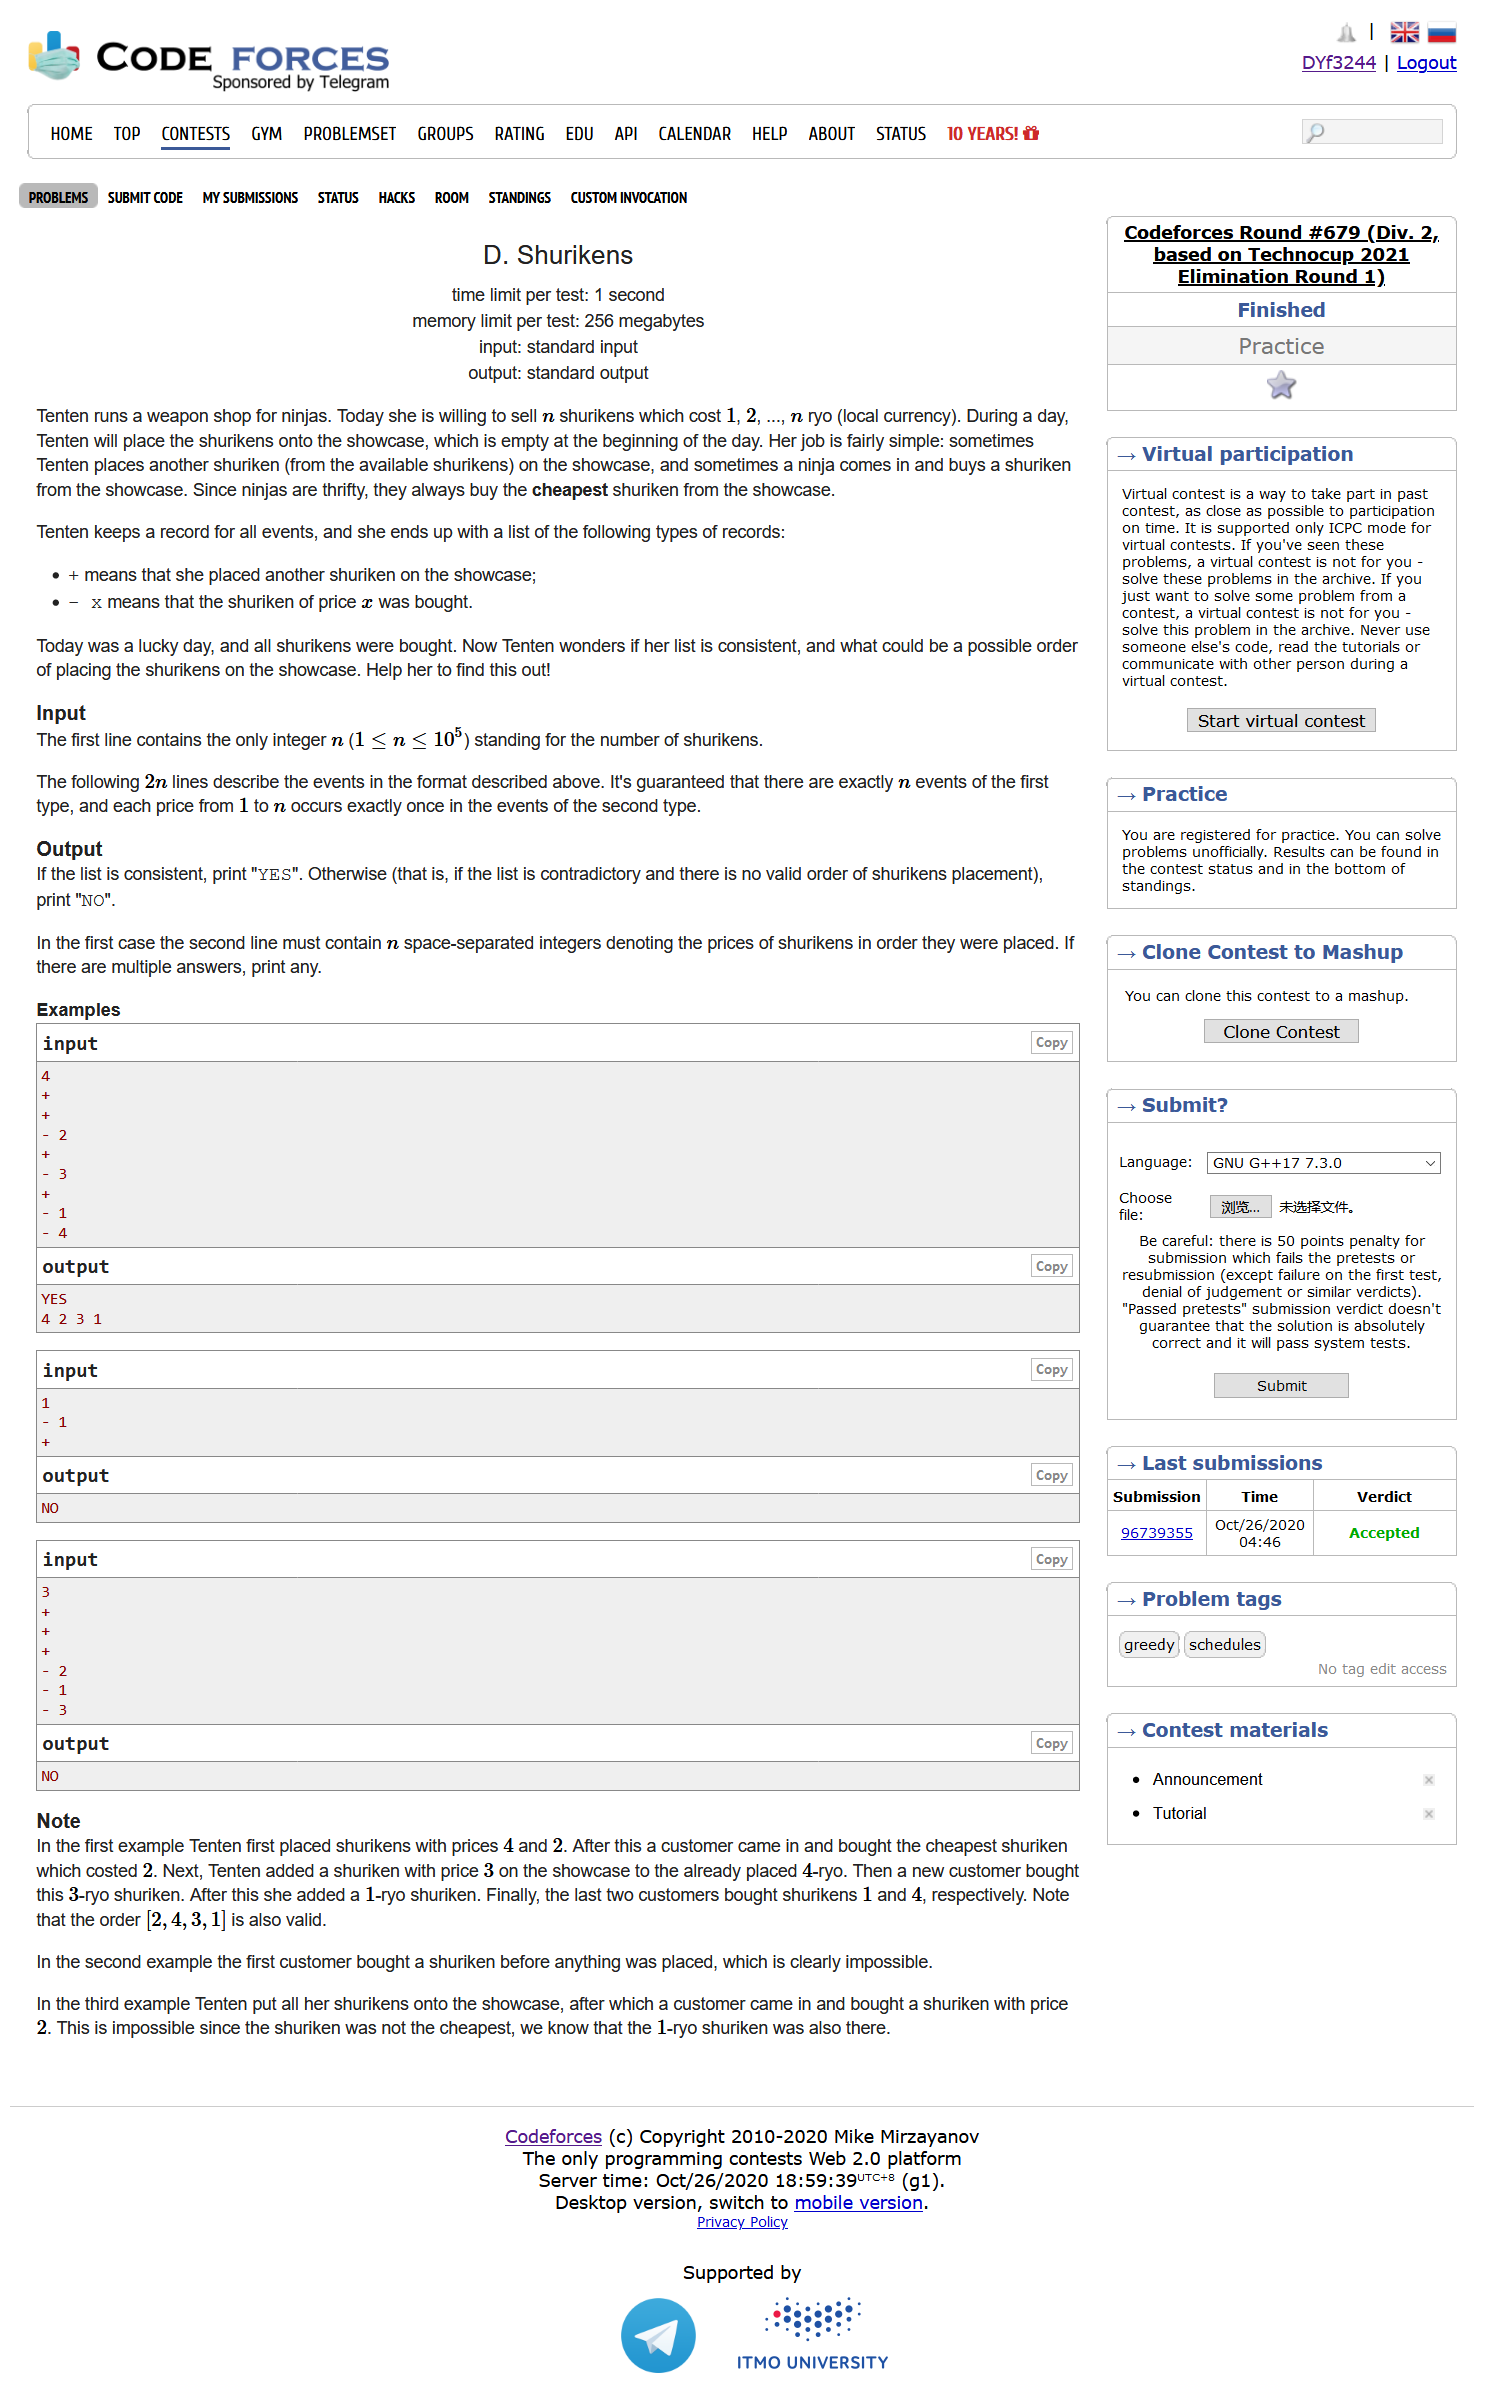 CODE FORCES
Sponsored by Telegram
|
DYf3244 | Logout
HOME TOP CONTESTS GYM PROBLEMSET GROUPS RATING EDU API CALENDAR HELP ABOUT STATUS 10 YEARS!
PROBLEMS SUBMIT CODE MY SUBMISSIONS STATUS HACKS ROOM STANDINGS CUSTOM INVOCATION
D. Shurikens
time limit per test: 1 second
memory limit per test: 256 megabytes
input: standard input
output: standard output
Tenten runs a weapon shop for ninjas. Today she is willing to sell n shurikens which cost 1, 2, ..., n ryo (local currency). During a day,
Tenten will place the shurikens onto the showcase, which is empty at the beginning of the day. Her job is fairly simple: sometimes
Tenten places another shuriken (from the available shurikens) on the showcase, and sometimes a ninja comes in and buys a shuriken
from the showcase. Since ninjas are thrifty, they always buy the cheapest shuriken from the showcase.
Tenten keeps a record for all events, and she ends up with a list of the following types of records:
• + means that she placed another shuriken on the showcase;
• - x means that the shuriken of price x was bought.
Today was a lucky day, and all shurikens were bought. Now Tenten wonders if her list is consistent, and what could be a possible order
of placing the shurikens on the showcase. Help her to find this out!
Input
The first line contains the only integer n (1 ≤ n ≤ 10⁵) standing for the number of shurikens.
The following 2n lines describe the events in the format described above. It's guaranteed that there are exactly n events of the first
type, and each price from 1 to n occurs exactly once in the events of the second type.
Output
If the list is consistent, print "YES". Otherwise (that is, if the list is contradictory and there is no valid order of shurikens placement),
print "NO".
In the first case the second line must contain n space-separated integers denoting the prices of shurikens in order they were placed. If
there are multiple answers, print any.
Examples
input Copy
4
+
+
- 2
+
- 3
+
- 1
- 4
output Copy
YES
4 2 3 1
input Copy
1
- 1
+
output Copy
NO
input Copy
3
+
+
+
- 2
- 1
- 3
output Copy
NO
Note
In the first example Tenten first placed shurikens with prices 4 and 2. After this a customer came in and bought the cheapest shuriken
which costed 2. Next, Tenten added a shuriken with price 3 on the showcase to the already placed 4-ryo. Then a new customer bought
this 3-ryo shuriken. After this she added a 1-ryo shuriken. Finally, the last two customers bought shurikens 1 and 4, respectively. Note
that the order [2, 4, 3, 1] is also valid.
In the second example the first customer bought a shuriken before anything was placed, which is clearly impossible.
In the third example Tenten put all her shurikens onto the showcase, after which a customer came in and bought a shuriken with price
2. This is impossible since the shuriken was not the cheapest, we know that the 1-ryo shuriken was also there.
Codeforces Round #679 (Div. 2,
based on Technocup 2021
Elimination Round 1)
Finished
Practice
→ Virtual participation
Virtual contest is a way to take part in past
contest, as close as possible to participation
on time. It is supported only ICPC mode for
virtual contests. If you've seen these
problems, a virtual contest is not for you -
solve these problems in the archive. If you
just want to solve some problem from a
contest, a virtual contest is not for you -
solve this problem in the archive. Never use
someone else's code, read the tutorials or
communicate with other person during a
virtual contest.
Start virtual contest
→ Practice
You are registered for practice. You can solve
problems unofficially. Results can be found in
the contest status and in the bottom of
standings.
→ Clone Contest to Mashup
You can clone this contest to a mashup.
Clone Contest
→ Submit?
Language: GNU G++17 7.3.0
Choose
file: 浏览... 未选择文件。
Be careful: there is 50 points penalty for
submission which fails the pretests or
resubmission (except failure on the first test,
denial of judgement or similar verdicts).
"Passed pretests" submission verdict doesn't
guarantee that the solution is absolutely
correct and it will pass system tests.
Submit
→ Last submissions
Submission Time Verdict
96739355 Oct/26/2020
04:46 Accepted
→ Problem tags
greedy schedules
No tag edit access
→ Contest materials
• Announcement
• Tutorial
Codeforces (c) Copyright 2010-2020 Mike Mirzayanov
The only programming contests Web 2.0 platform
Server time: Oct/26/2020 18:59:39 UTC+8 (g1).
Desktop version, switch to mobile version.
Privacy Policy
Supported by
ITMO UNIVERSITY